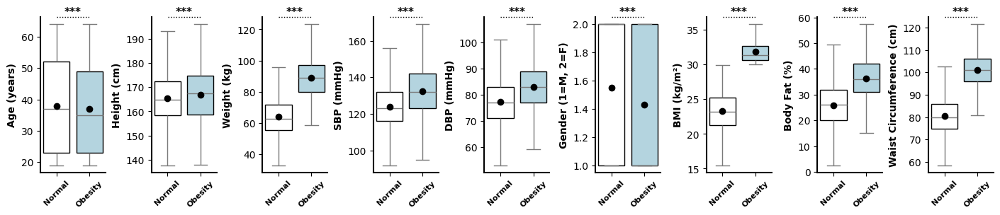 ***
Age (years)
60
50
40
30
20
Normal
Obesity
***
Height (cm)
190
180
170
160
150
140
Normal
Obesity
***
Weight (kg)
120
100
80
60
40
Normal
Obesity
***
SBP (mmHg)
160
140
120
100
Normal
Obesity
***
DBP (mmHg)
100
90
80
70
60
Normal
Obesity
***
Gender (1=M, 2=F)
2.0
1.8
1.6
1.4
1.2
1.0
Normal
Obesity
***
BMI (kg/m²)
35
30
25
20
15
Normal
Obesity
***
Body Fat (%)
60
50
40
30
20
10
0
Normal
Obesity
***
Waist Circumference (cm)
120
110
100
90
80
70
60
Normal
Obesity